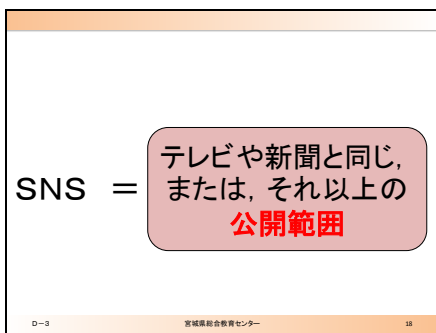 SNS =
テレビや新聞と同じ,
または, それ以上の
公開範囲
D-3
宮城県総合教育センター
18